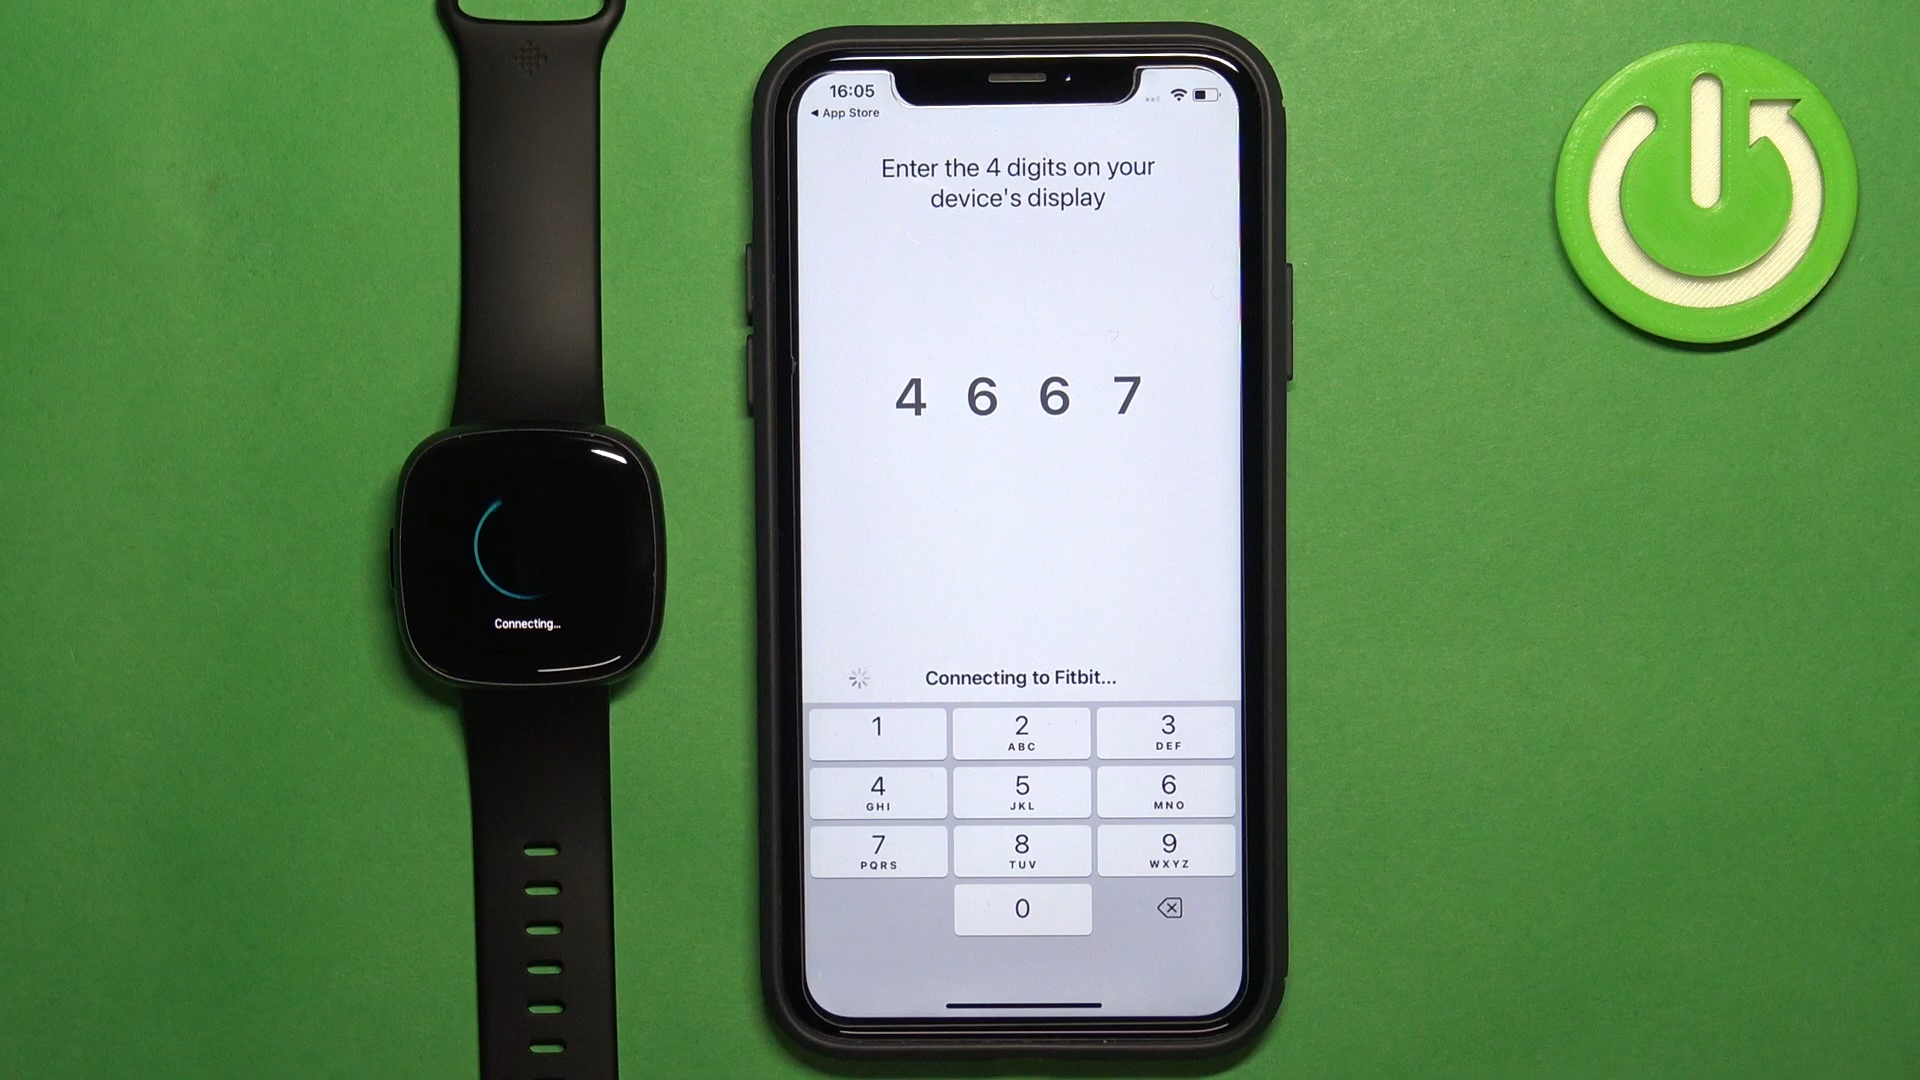 16:05
◀ App Store
Enter the 4 digits on your
device's display
4 6 6 7
Connecting...
Connecting to Fitbit...
1
2
ABC
3
DEF
4
GHI
5
JKL
6
MNO
7
PQRS
8
TUV
9
WXYZ
0